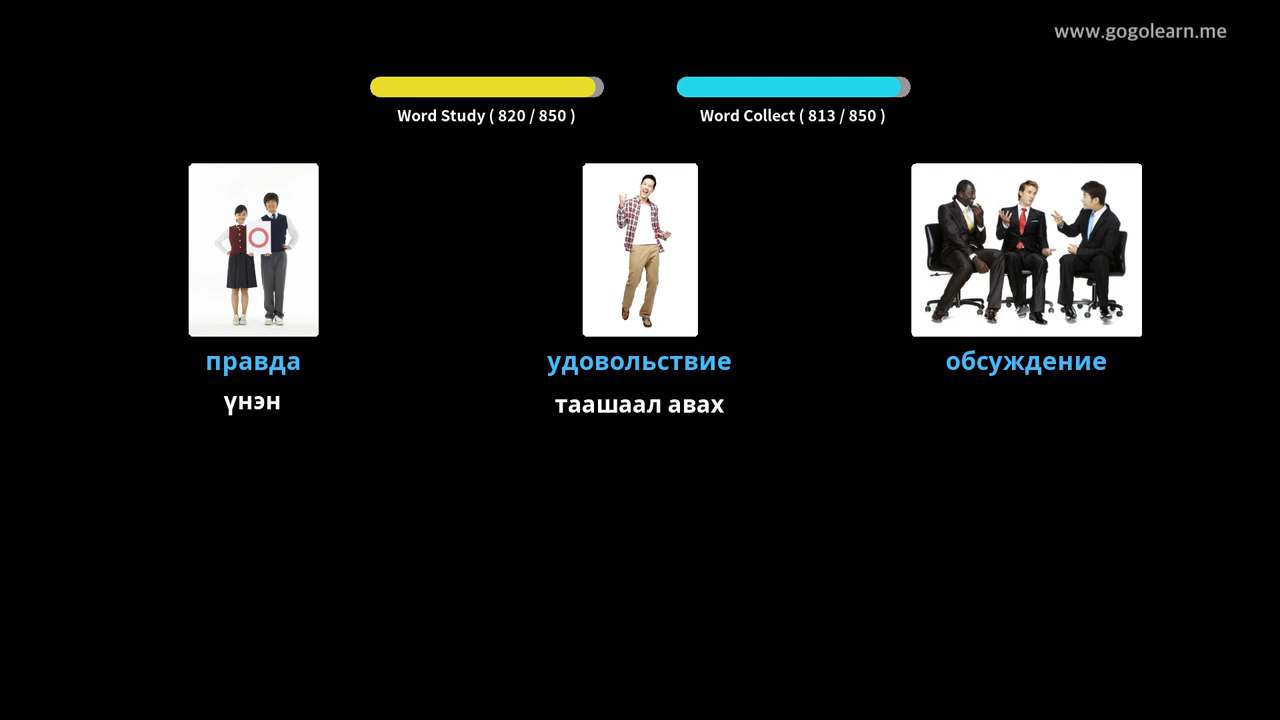 www.gogolearn.me
Word Study ( 820 / 850 )
Word Collect ( 813 / 850 )
правда
удовольствие
обсуждение
үнэн
таашаал авах